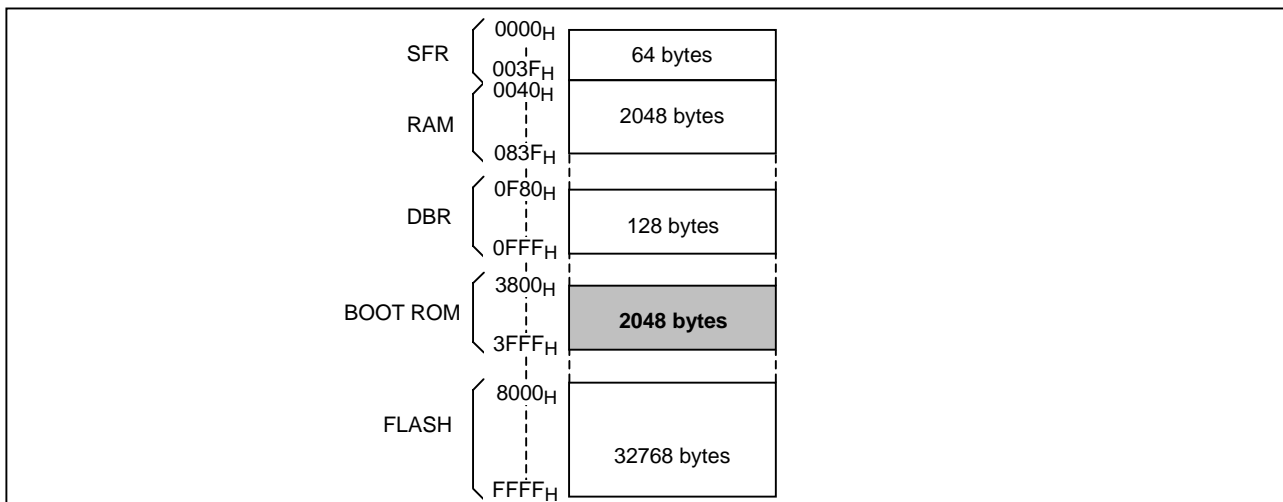 SFR
0000H
003FH
64 bytes
RAM
0040H
083FH
2048 bytes
DBR
0F80H
0FFFH
128 bytes
BOOT ROM
3800H
3FFFH
2048 bytes
FLASH
8000H
FFFFH
32768 bytes